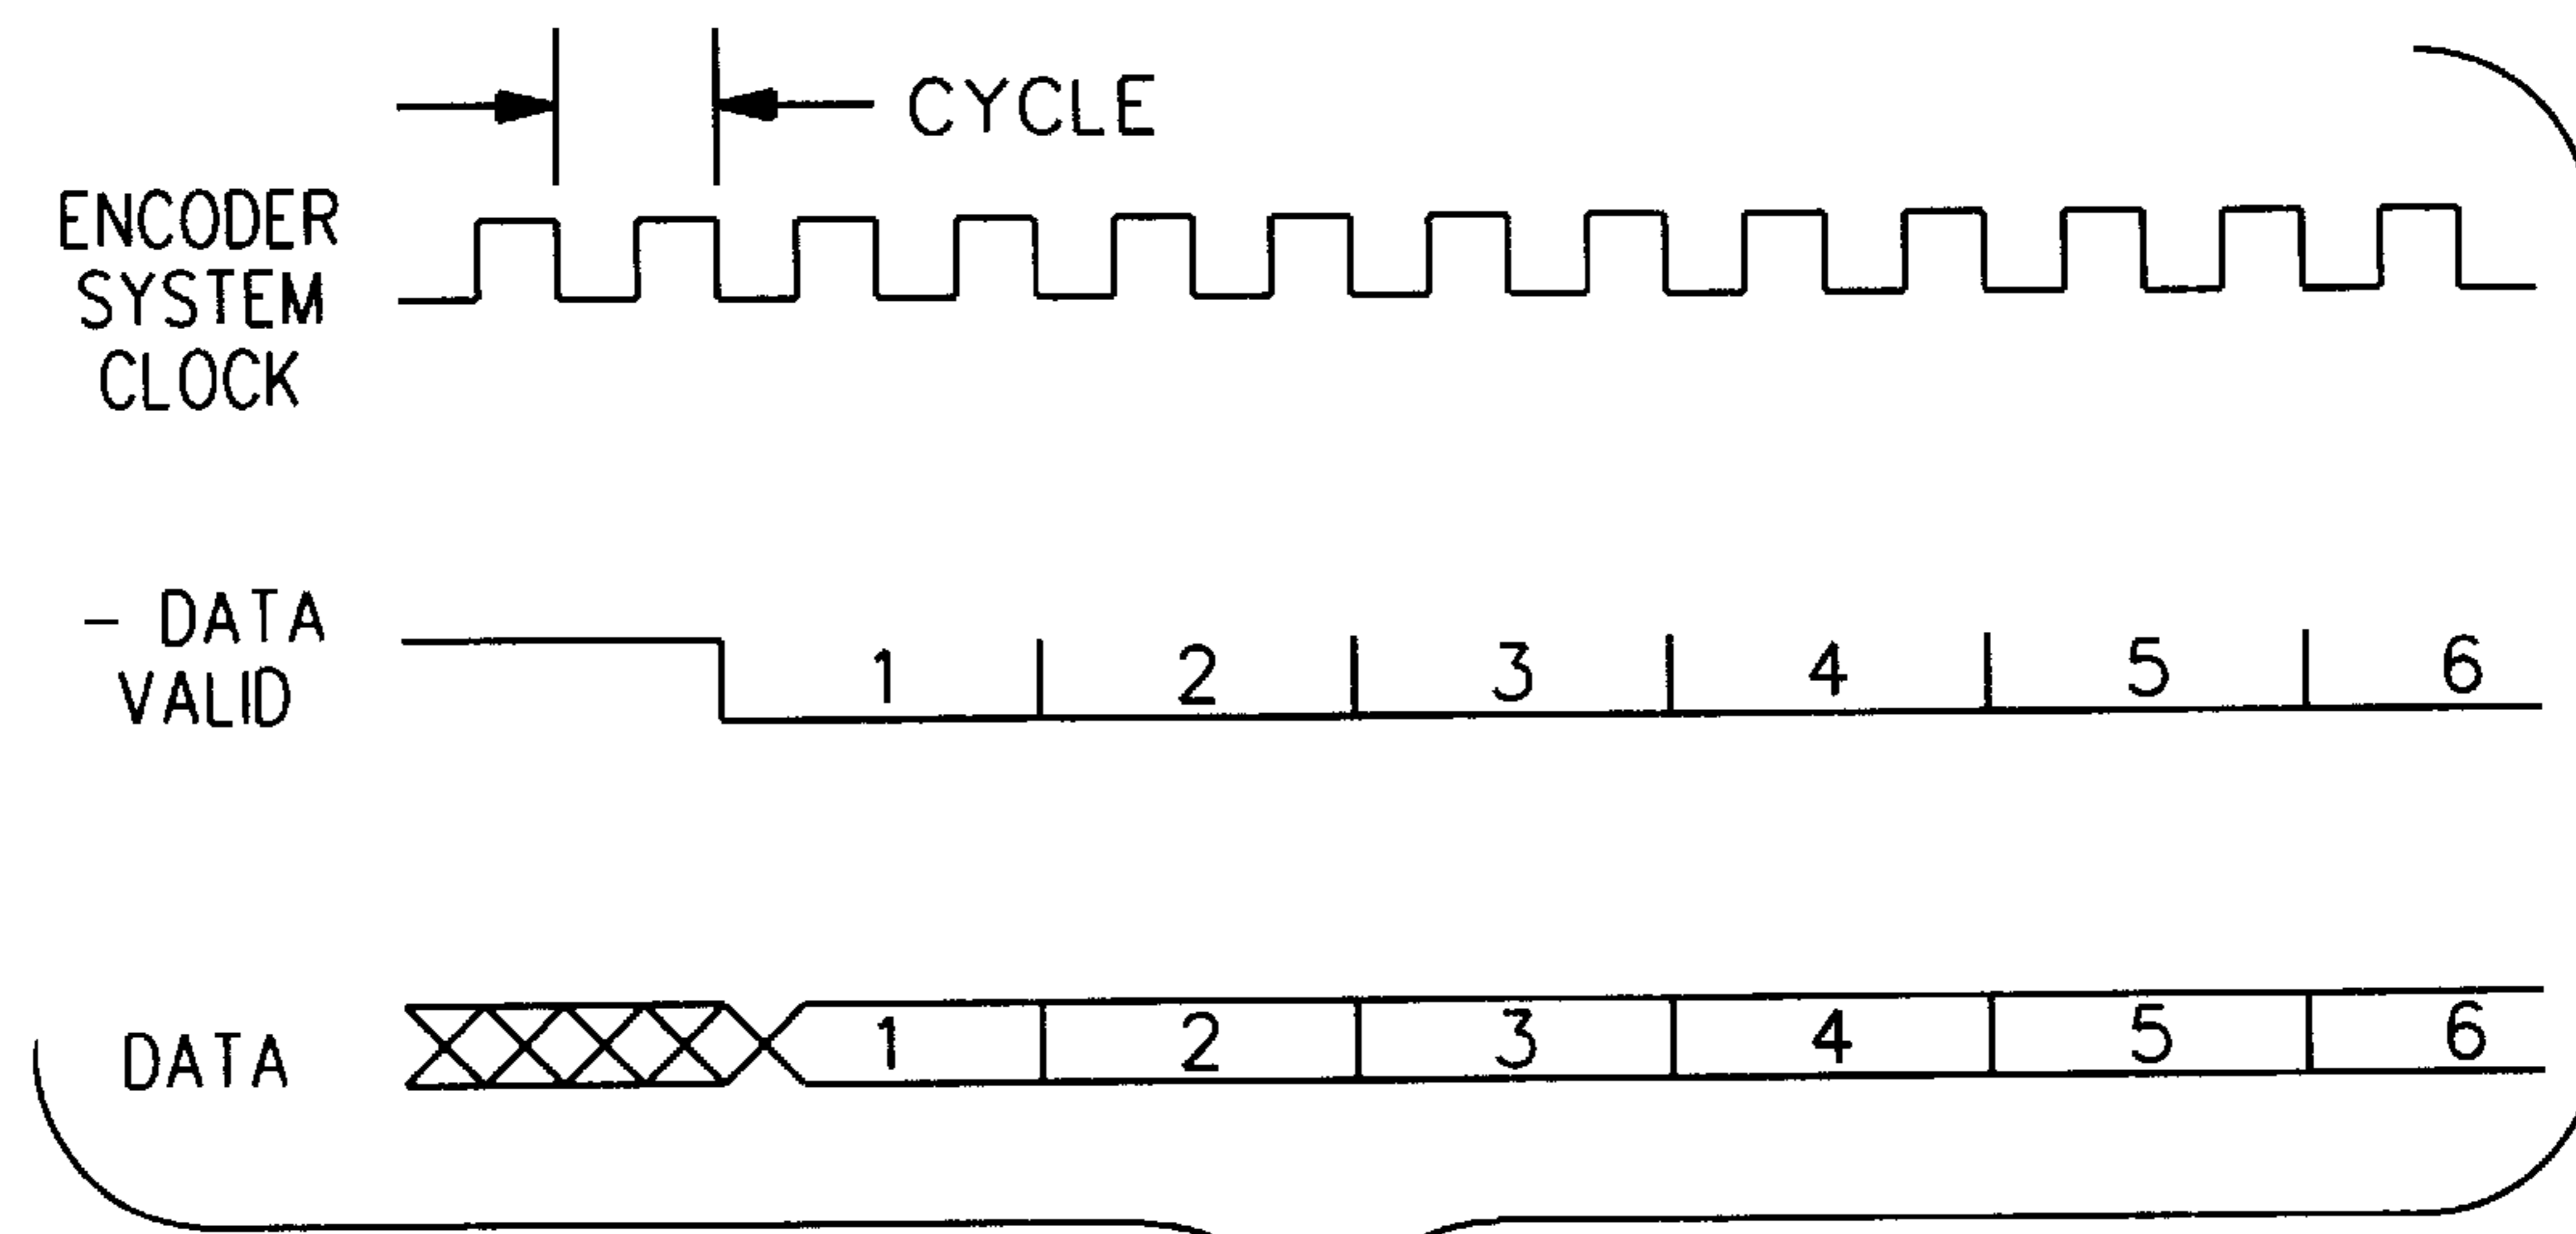 CYCLE
ENCODER
SYSTEM
CLOCK
- DATA
VALID
1 2 3 4 5 6
DATA
1 2 3 4 5 6